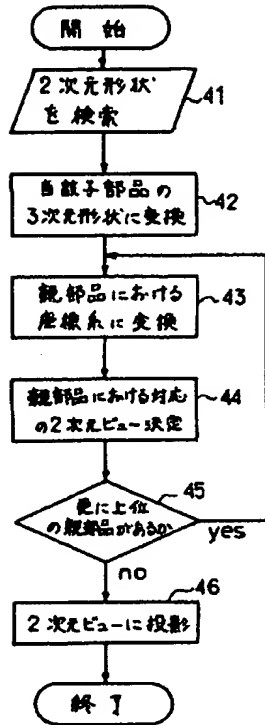 開始
2次元形状
を検索
41
当該子部品の
3次元形状に変換
42
親部品における
座標系に変換
43
親部品における対応
の2次元ビュー決定
44
更に上位
の親部品があるか
45
yes
no
46
2次元ビューに投影
終了